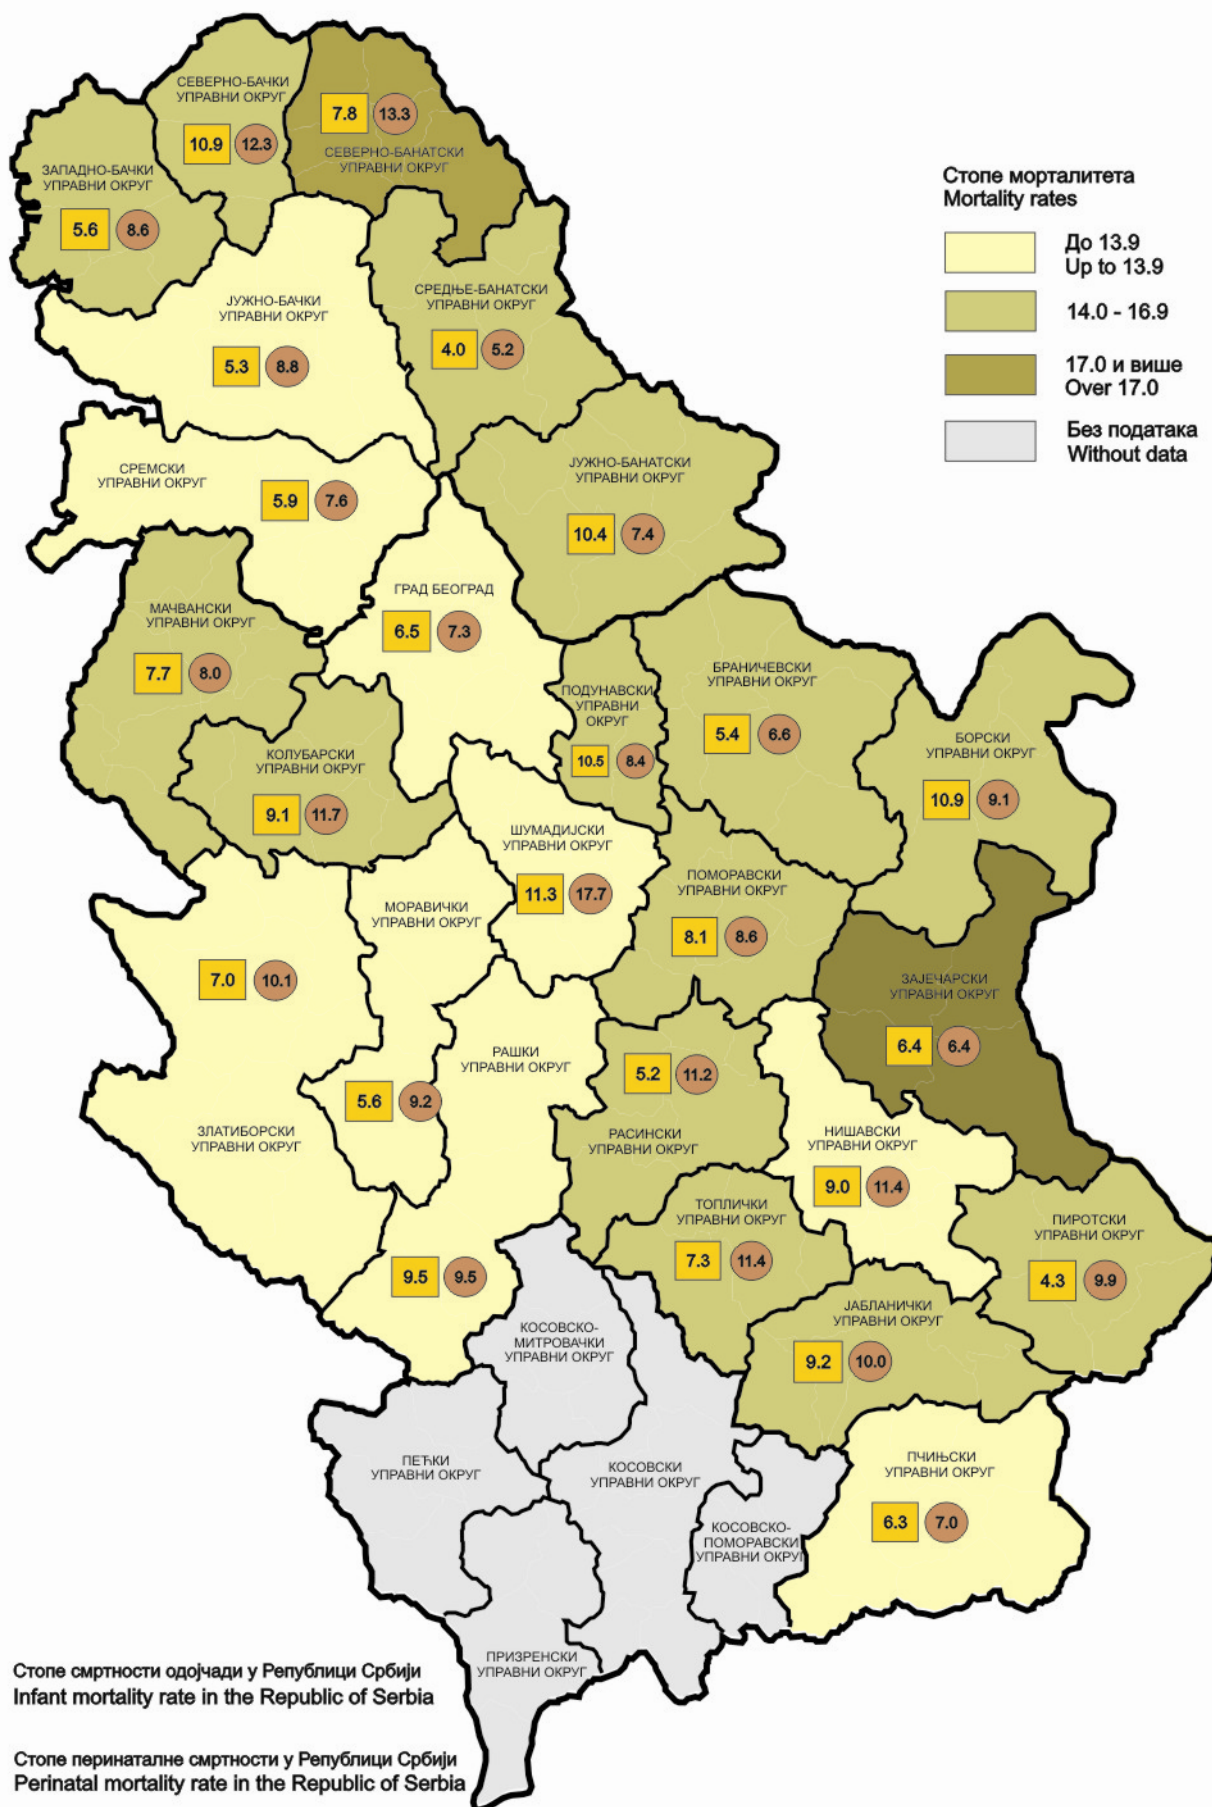 СЕВЕРНО-БАЧКИ
УПРАВНИ ОКРУГ
10.9 12.3
7.8 13.3
СЕВЕРНО-БАНАТСКИ
УПРАВНИ ОКРУГ
ЗАПАДНО-БАЧКИ
УПРАВНИ ОКРУГ
5.6 8.6
Стопе морталитета
Mortality rates
До 13.9
Up to 13.9
14.0 - 16.9
17.0 и више
Over 17.0
Без података
Without data
ЈУЖНО-БАЧКИ
УПРАВНИ ОКРУГ
5.3 8.8
СРЕДЊЕ-БАНАТСКИ
УПРАВНИ ОКРУГ
4.0 5.2
СРЕМСКИ
УПРАВНИ ОКРУГ
5.9 7.6
ЈУЖНО-БАНАТСКИ
УПРАВНИ ОКРУГ
10.4 7.4
ГРАД БЕОГРАД
6.5 7.3
МАЧВАНСКИ
УПРАВНИ ОКРУГ
7.7 8.0
ПОДУНАВСКИ
УПРАВНИ
ОКРУГ
10.5 8.4
БРАНИЧЕВСКИ
УПРАВНИ ОКРУГ
5.4 6.6
БОРСКИ
УПРАВНИ ОКРУГ
10.9 9.1
КОЛУБАРСКИ
УПРАВНИ ОКРУГ
9.1 11.7
ШУМАДИЈСКИ
УПРАВНИ ОКРУГ
11.3 17.7
МОРАВИЧКИ
УПРАВНИ ОКРУГ
5.6 9.2
ПОМОРАВСКИ
УПРАВНИ ОКРУГ
8.1 8.6
7.0 10.1
ЗЛАТИБОРСКИ
УПРАВНИ ОКРУГ
ЗАЈЕЧАРСКИ
УПРАВНИ ОКРУГ
6.4 6.4
РАШКИ
УПРАВНИ ОКРУГ
9.5 9.5
5.2 11.2
РАСИНСКИ
УПРАВНИ ОКРУГ
НИШАВСКИ
УПРАВНИ ОКРУГ
9.0 11.4
ТОПЛИЧКИ
УПРАВНИ ОКРУГ
7.3 11.4
ПИРОТСКИ
УПРАВНИ ОКРУГ
4.3 9.9
ЈАБЛАНИЧКИ
УПРАВНИ ОКРУГ
9.2 10.0
КОСОВСКО-
МИТРОВАЧКИ
УПРАВНИ ОКРУГ
ПЕЋКИ
УПРАВНИ ОКРУГ
КОСОВСКИ
УПРАВНИ ОКРУГ
ПЧИЊСКИ
УПРАВНИ ОКРУГ
6.3 7.0
КОСОВСКО-
ПОМОРАВСКИ
УПРАВНИ ОКРУГ
ПРИЗРЕНСКИ
УПРАВНИ ОКРУГ
Стопе смртности одојчади у Републици Србији
Infant mortality rate in the Republic of Serbia
Стопе перинаталне смртности у Републици Србији
Perinatal mortality rate in the Republic of Serbia